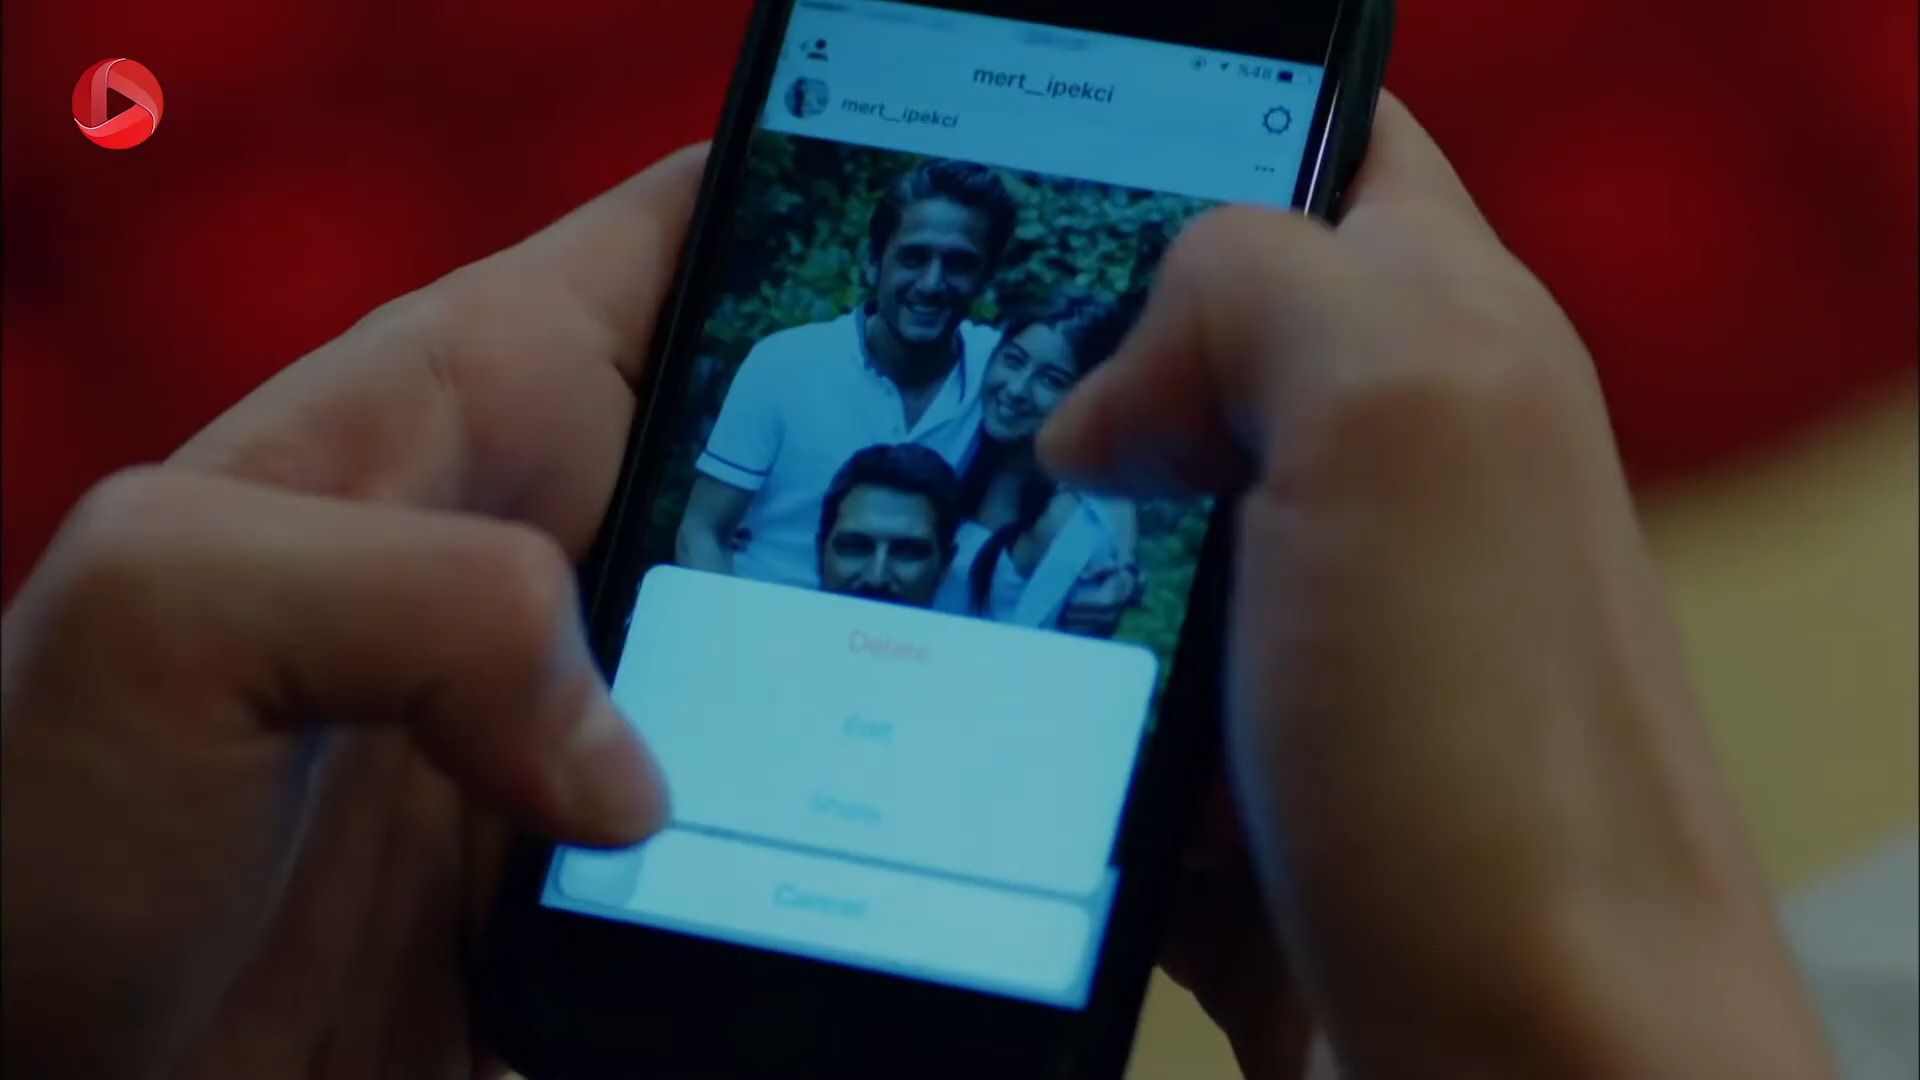 %48
mert__ipekci
mert__ipekci
...
Delete
Edit
Share
Cancel